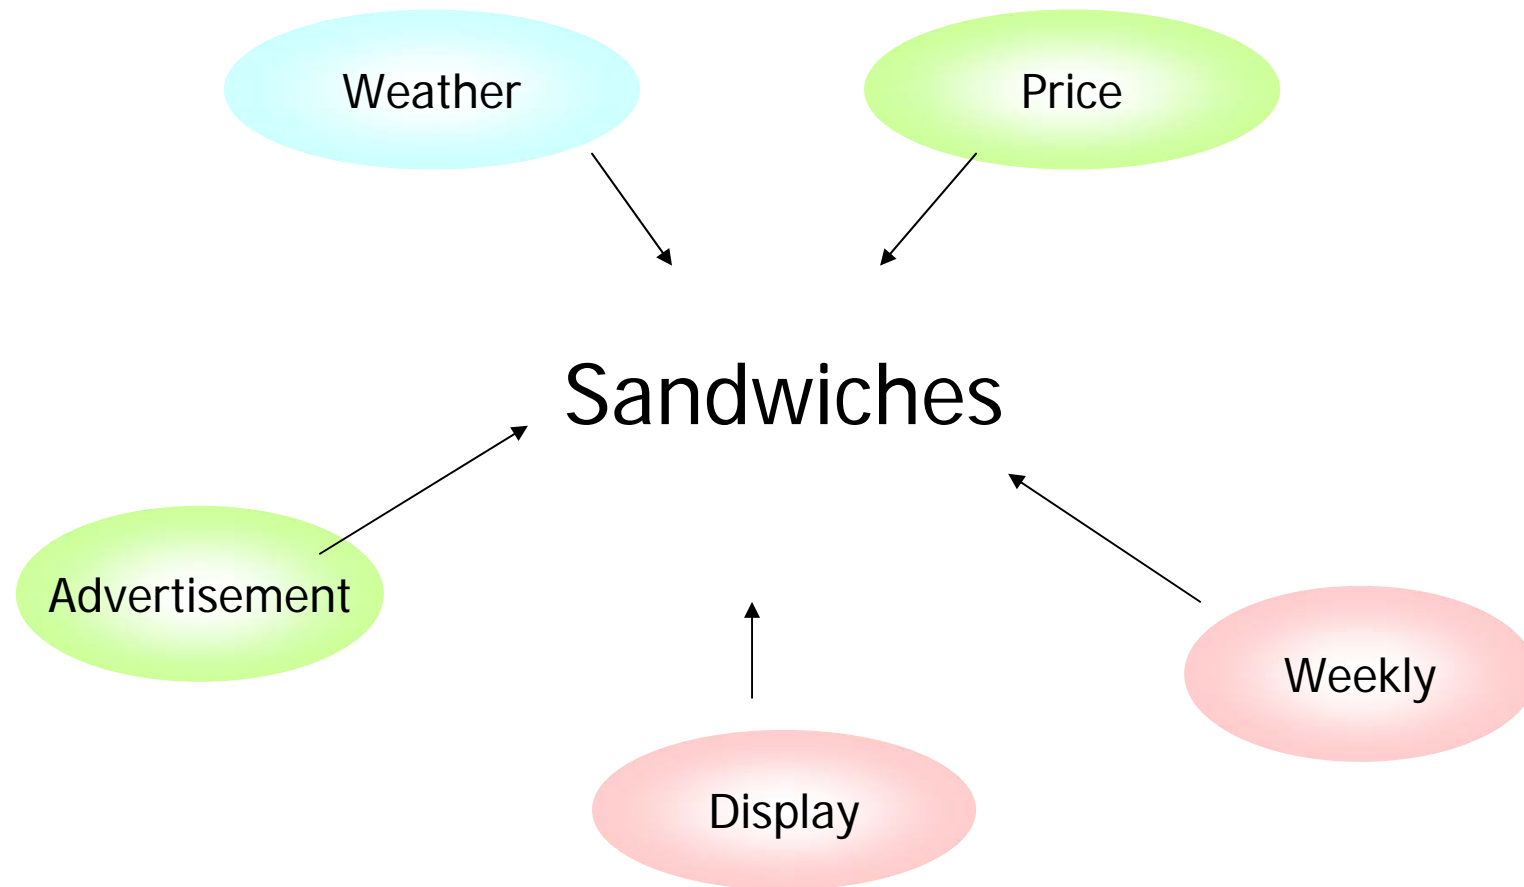 Weather
Price
Sandwiches
Advertisement
Weekly
Display